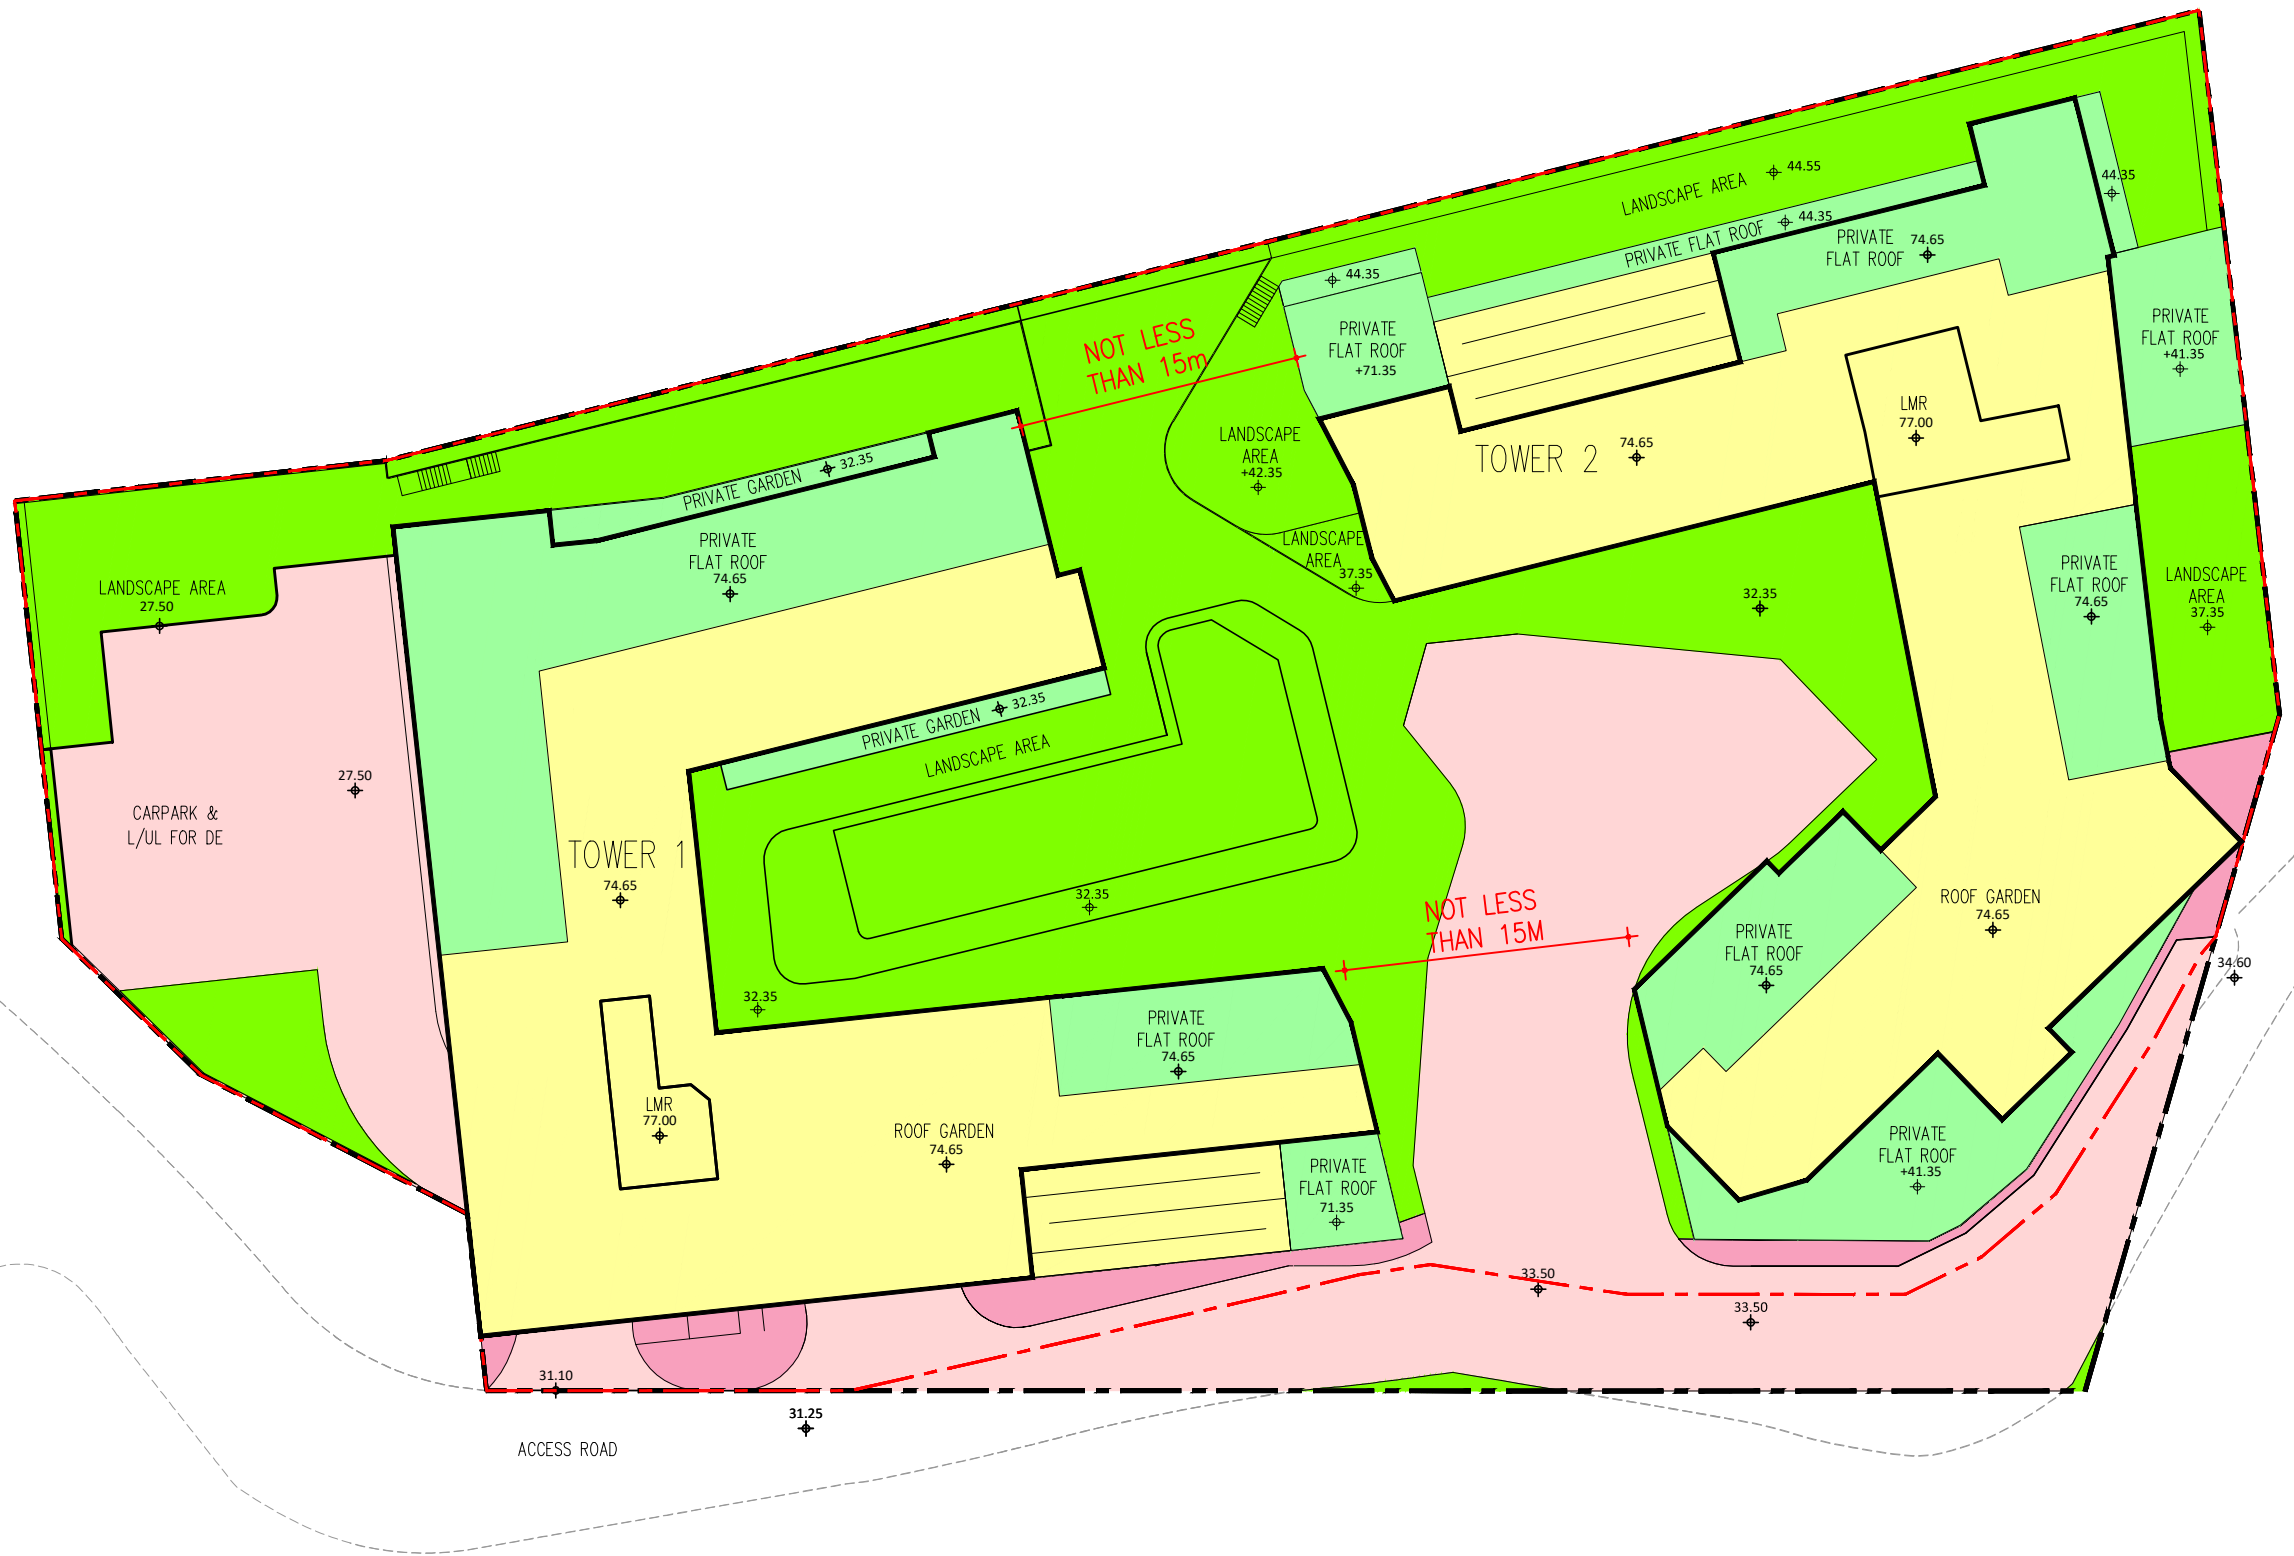 44.55
LANDSCAPE AREA
44.35
44.35
PRIVATE FLAT ROOF
PRIVATE
FLAT ROOF
74.65
44.35
PRIVATE
FLAT ROOF
+71.35
PRIVATE
FLAT ROOF
+41.35
NOT LESS
THAN 15m
LMR
77.00
TOWER 2
74.65
LANDSCAPE
AREA
+42.35
32.35
PRIVATE GARDEN
PRIVATE
FLAT ROOF
74.65
LANDSCAPE
AREA
37.35
LANDSCAPE AREA
27.50
32.35
PRIVATE
FLAT ROOF
74.65
LANDSCAPE
AREA
37.35
PRIVATE GARDEN
32.35
LANDSCAPE AREA
27.50
CARPARK &
L/UL FOR DE
TOWER 1
74.65
32.35
NOT LESS
THAN 15M
ROOF GARDEN
74.65
PRIVATE
FLAT ROOF
74.65
34.60
32.35
PRIVATE
FLAT ROOF
74.65
LMR
77.00
ROOF GARDEN
74.65
PRIVATE
FLAT ROOF
71.35
PRIVATE
FLAT ROOF
+41.35
33.50
33.50
31.10
31.25
ACCESS ROAD